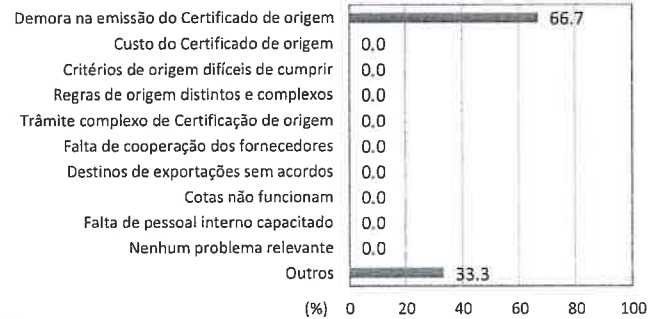 Demora na emissão do Certificado de origem 66.7
Custo do Certificado de origem 0.0
Critérios de origem difíceis de cumprir 0.0
Regras de origem distintos e complexos 0.0
Trâmite complexo de Certificação de origem 0.0
Falta de cooperação dos fornecedores 0.0
Destinos de exportações sem acordos 0.0
Cotas não funcionam 0.0
Falta de pessoal interno capacitado 0.0
Nenhum problema relevante 0.0
Outros 33.3
(%) 0 20 40 60 80 100